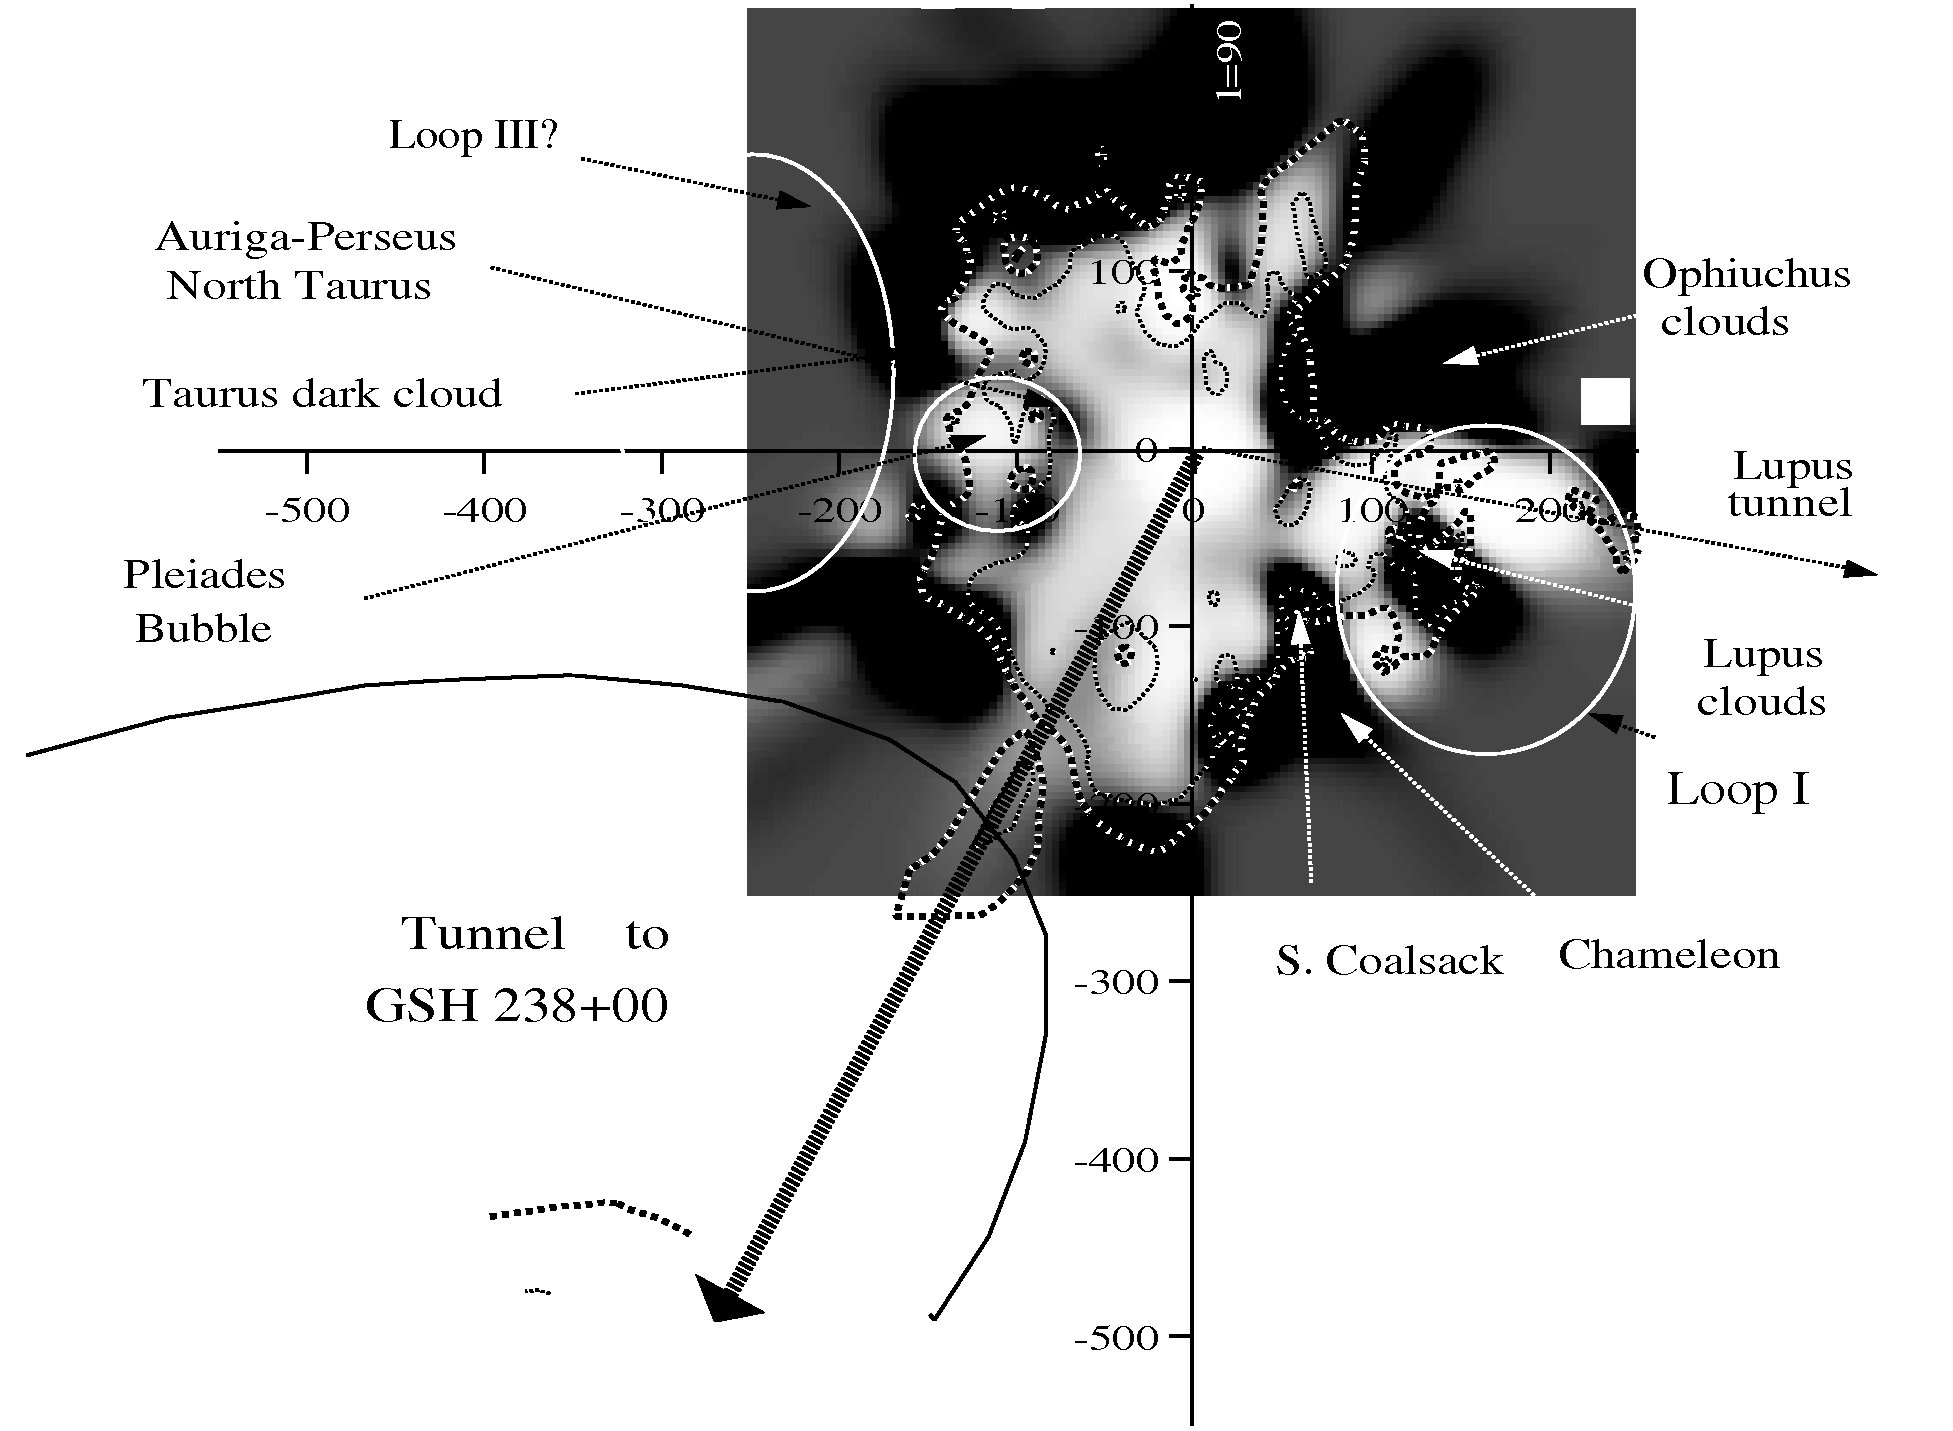 l=90
Loop III?
Auriga-Perseus
North Taurus
Taurus dark cloud
Pleiades
Bubble
Ophiuchus
clouds
Lupus
tunnel
Lupus
clouds
Loop I
100
0
-500 -400 -300 -200 -100 0 100 200
-100
-200
-300
-400
-500
Tunnel to
GSH 238+00
S. Coalsack Chameleon